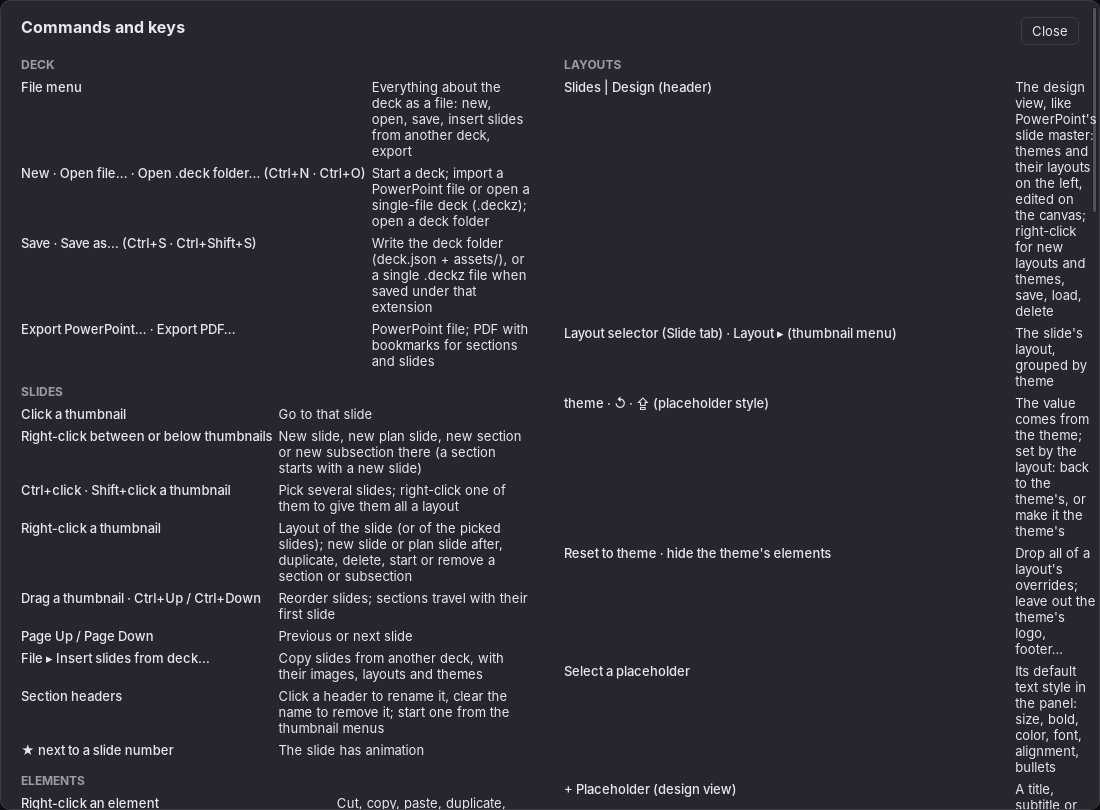 Commands and keys
Close
DECK
File menu
Everything about the
deck as a file: new,
open, save, insert slides
from another deck,
export
New · Open file... · Open .deck folder... (Ctrl+N · Ctrl+O)
Start a deck; import a
PowerPoint file or open a
single-file deck (.deckz);
open a deck folder
Save · Save as... (Ctrl+S · Ctrl+Shift+S)
Write the deck folder
(deck.json + assets/), or
a single .deckz file when
saved under that
extension
Export PowerPoint... · Export PDF...
PowerPoint file; PDF with
bookmarks for sections
and slides
SLIDES
Click a thumbnail
Go to that slide
Right-click between or below thumbnails
New slide, new plan slide, new section
or new subsection there (a section
starts with a new slide)
Ctrl+click · Shift+click a thumbnail
Pick several slides; right-click one of
them to give them all a layout
Right-click a thumbnail
Layout of the slide (or of the picked
slides); new slide or plan slide after,
duplicate, delete, start or remove a
section or subsection
Drag a thumbnail · Ctrl+Up / Ctrl+Down
Reorder slides; sections travel with their
first slide
Page Up / Page Down
Previous or next slide
File ▸ Insert slides from deck...
Copy slides from another deck, with
their images, layouts and themes
Section headers
Click a header to rename it, clear the
name to remove it; start one from the
thumbnail menus
★ next to a slide number
The slide has animation
ELEMENTS
Right-click an element
Cut, copy, paste, duplicate,
LAYOUTS
Slides | Design (header)
The design
view, like
PowerPoint's
slide master:
themes and
their layouts
on the left,
edited on
the canvas;
right-click
for new
layouts and
themes,
save, load,
delete
Layout selector (Slide tab) · Layout ▸ (thumbnail menu)
The slide's
layout,
grouped by
theme
theme · ↺ · ⇪ (placeholder style)
The value
comes from
the theme;
set by the
layout: back
to the
theme's, or
make it the
theme's
Reset to theme · hide the theme's elements
Drop all of a
layout's
overrides;
leave out the
theme's
logo,
footer...
Select a placeholder
Its default
text style in
the panel:
size, bold,
color, font,
alignment,
bullets
+ Placeholder (design view)
A title,
subtitle or